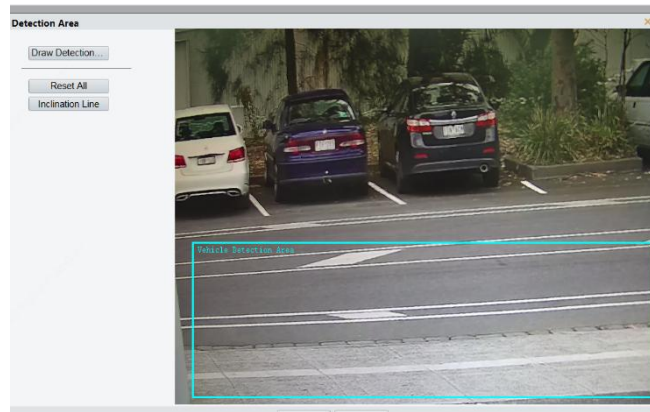 Detection Area
Draw Detection...
Reset All
Inclination Line
Vehicle Detection Area